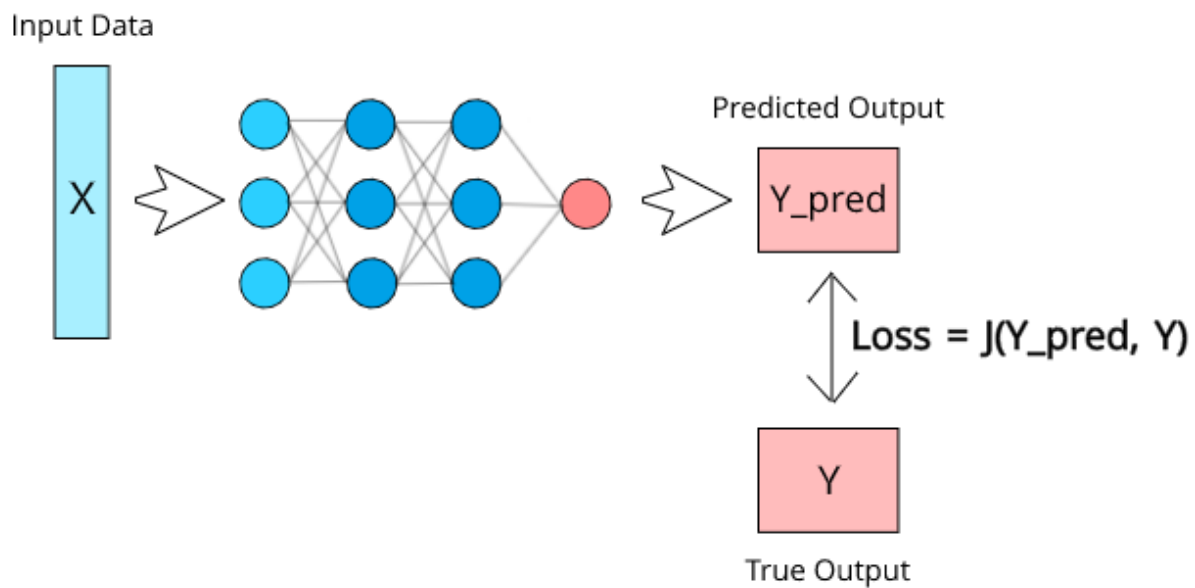 Input Data
X
Predicted Output
Y_pred
Loss = J(Y_pred, Y)
Y
True Output